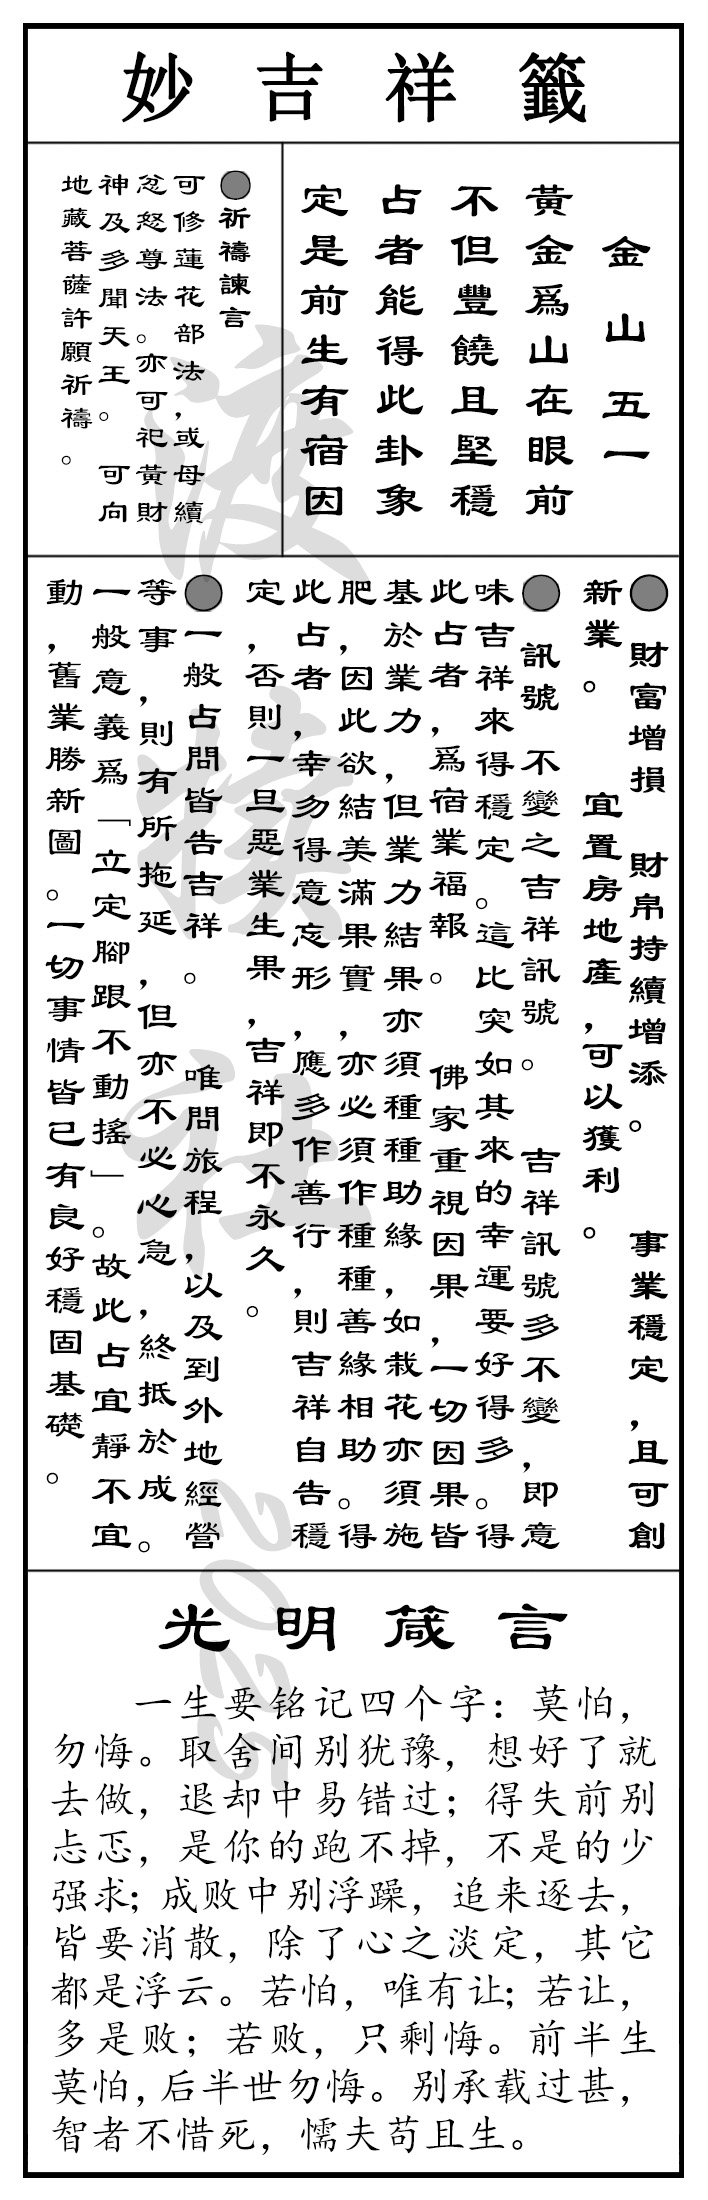 妙吉祥籤
金山五一
黃金爲山在眼前
不但豐饒且堅穩
占者能得此卦象
定是前生有宿因
●祈禱諫言
可修蓮花部法，或母續
忿怒尊法。亦可祀黃財
神及多聞天王。 可向
地藏菩薩許願祈禱。
● 財富增損 財帛持續增添。 事業穩定，且可創
新業。 宜置房地產，可以獲利。
● 訊號 不變之吉祥訊號。 吉祥訊號多不變，即意
味吉祥來得穩定。這比突如其來的幸運要好得多。得
此占者，爲宿業福報。 佛家重視因果，一切因果皆
基於業力，但業力結果亦須種種助緣，如栽花亦須施
肥，因此欲結美滿果實，亦必須作種種善緣相助。得
此占者，幸勿得意忘形，應多作善行，則吉祥自告穩
定，否則一旦惡業生果，吉祥即不永久。
●一般占問皆告吉祥。 唯問旅程，以及到外地經營
等事，則有所拖延，但亦不必心急，終抵於成。
一般意義爲「立定腳跟不動搖」。故此占宜靜不宜
動，舊業勝新圖。一切事情皆已有良好穩固基礎。
光明箴言
一生要铭记四个字：莫怕，
勿悔。取舍间别犹豫，想好了就
去做，退却中易错过；得失前别
忐忑，是你的跑不掉，不是的少
强求；成败中别浮躁，追来逐去，
皆要消散，除了心之淡定，其它
都是浮云。若怕，唯有让；若让，
多是败；若败，只剩悔。前半生
莫怕，后半世勿悔。别承载过甚，
智者不惜死，懦夫苟且生。
渡掞社
2025